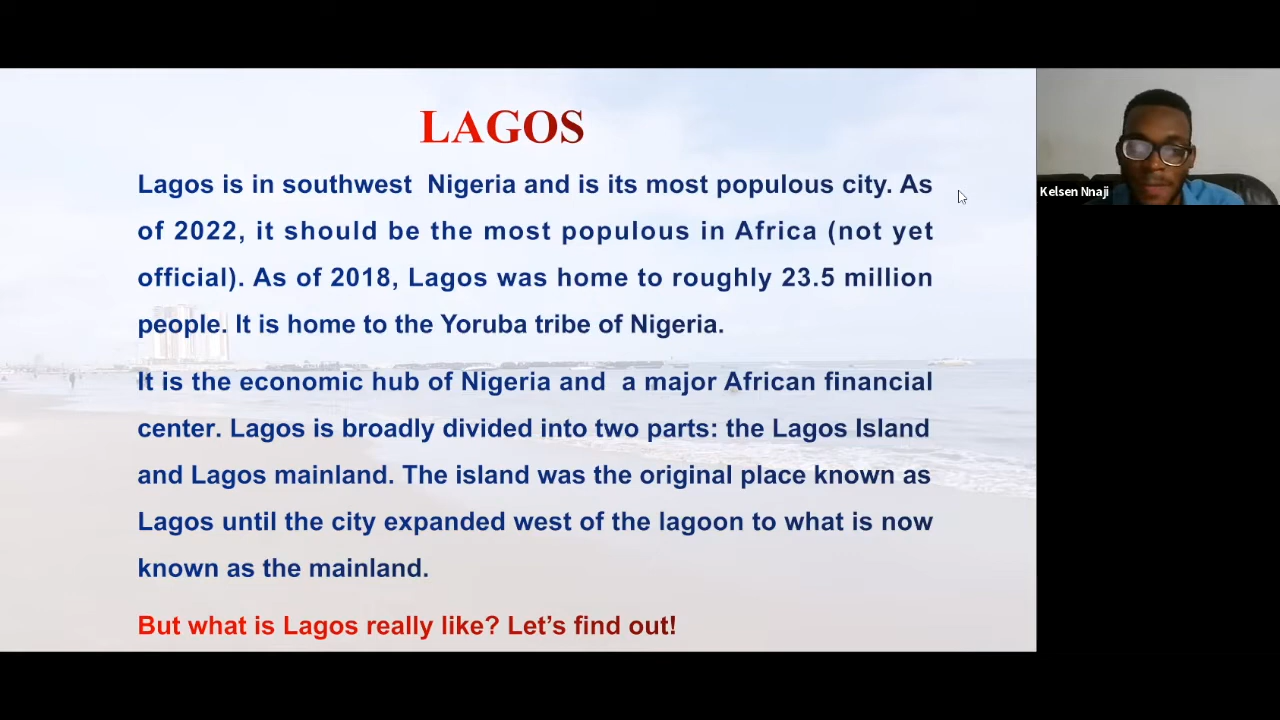 LAGOS
Lagos is in southwest  Nigeria and is its most populous city. As
of 2022, it should be the most populous in Africa (not yet
official). As of 2018, Lagos was home to roughly 23.5 million
people. It is home to the Yoruba tribe of Nigeria.
It is the economic hub of Nigeria and  a major African financial
center. Lagos is broadly divided into two parts: the Lagos Island
and Lagos mainland. The island was the original place known as
Lagos until the city expanded west of the lagoon to what is now
known as the mainland.
But what is Lagos really like? Let’s find out!
Kelsen Nnaji